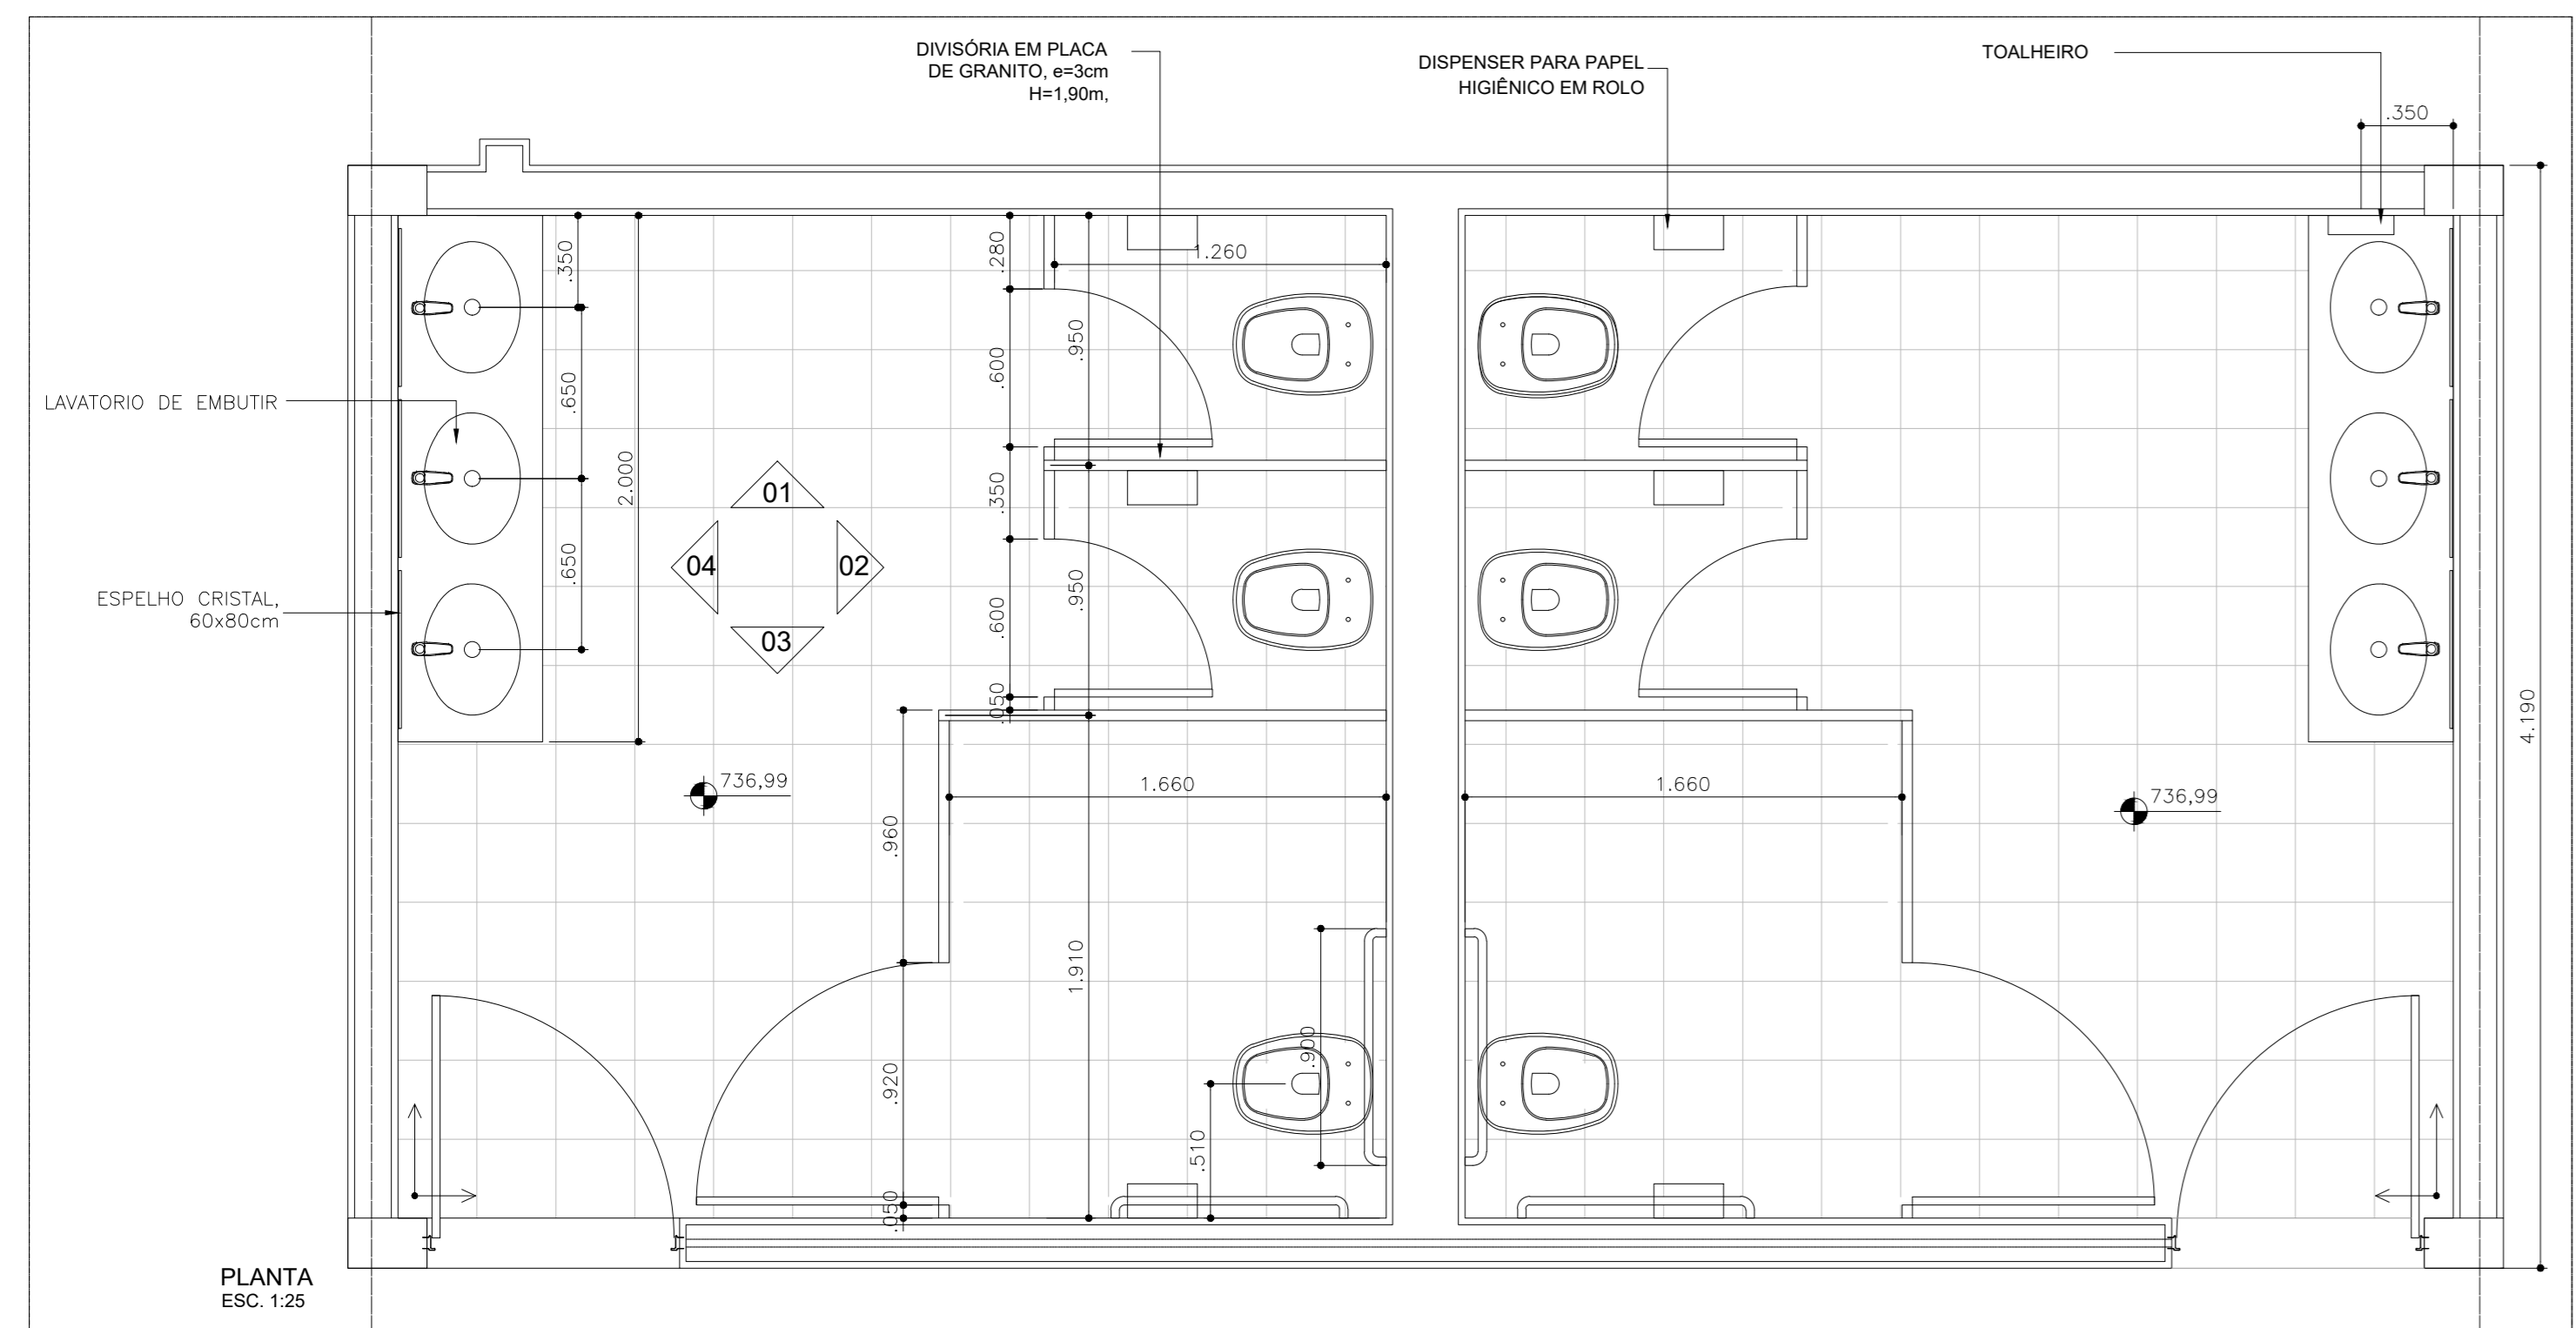 DIVISÓRIA EM PLACA
DE GRANITO, e=3cm
H=1,90m,
DISPENSER PARA PAPEL
HIGIÊNICO EM ROLO
TOALHEIRO
.350
.350
.280
1.260
.950
.600
.650
LAVATORIO DE EMBUTIR
2.000
01
.350
04
02
.650
.950
ESPELHO CRISTAL,
60x80cm
.600
03
.050
4.190
736,99
1.660
1.660
736,99
.960
1.910
.900
.920
.510
.050
PLANTA
ESC. 1:25